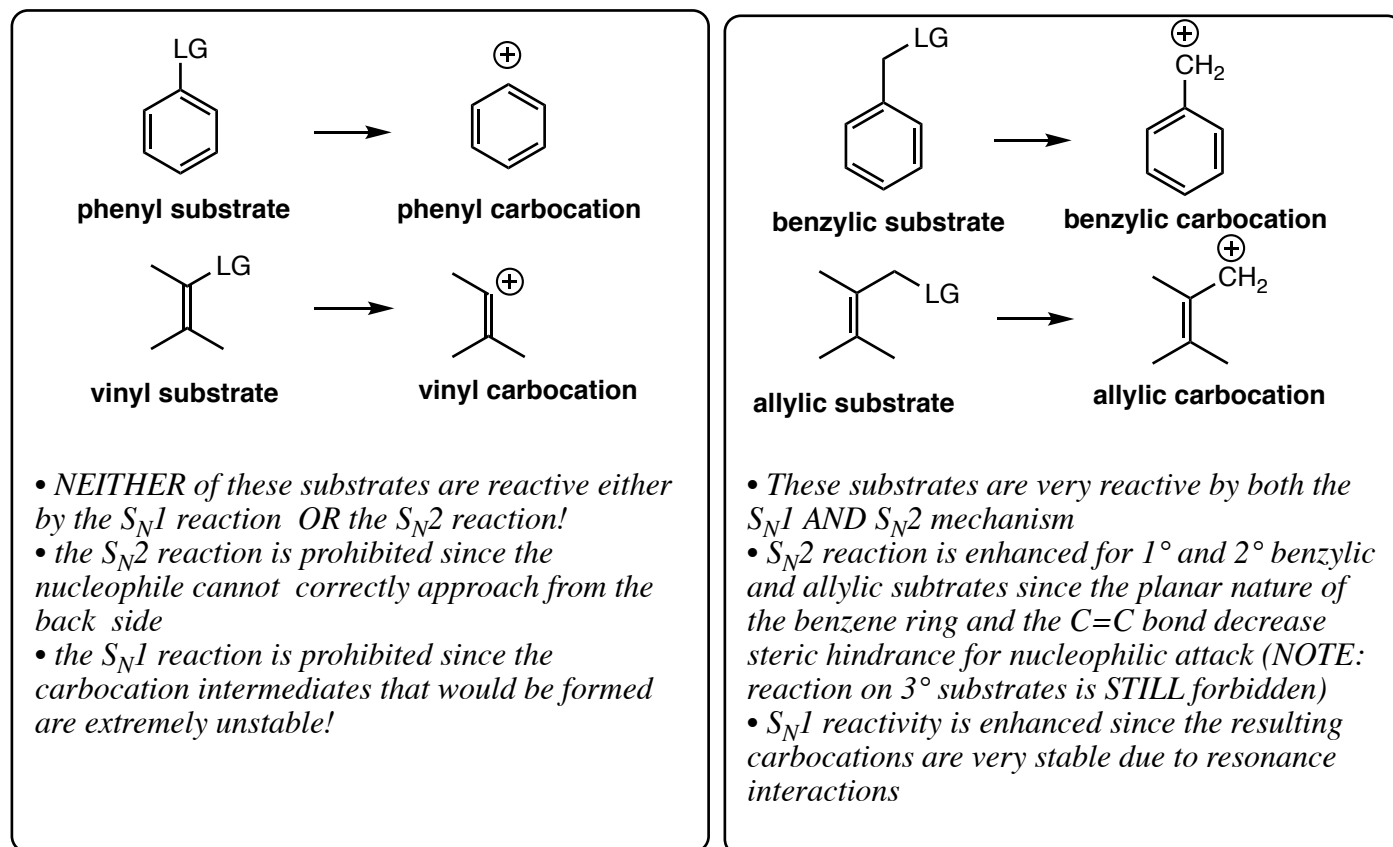 LG
⊕
phenyl substrate
phenyl carbocation
LG
⊕
vinyl substrate
vinyl carbocation
• NEITHER of these substrates are reactive either
by the SN1 reaction OR the SN2 reaction!
• the SN2 reaction is prohibited since the
nucleophile cannot correctly approach from the
back side
• the SN1 reaction is prohibited since the
carbocation intermediates that would be formed
are extremely unstable!
LG
⊕
CH2
benzylic substrate
benzylic carbocation
LG
⊕
CH2
allylic substrate
allylic carbocation
• These substrates are very reactive by both the
SN1 AND SN2 mechanism
• SN2 reaction is enhanced for 1° and 2° benzylic
and allylic subtrates since the planar nature of
the benzene ring and the C=C bond decrease
steric hindrance for nucleophilic attack (NOTE:
reaction on 3° substrates is STILL forbidden)
• SN1 reactivity is enhanced since the resulting
carbocations are very stable due to resonance
interactions